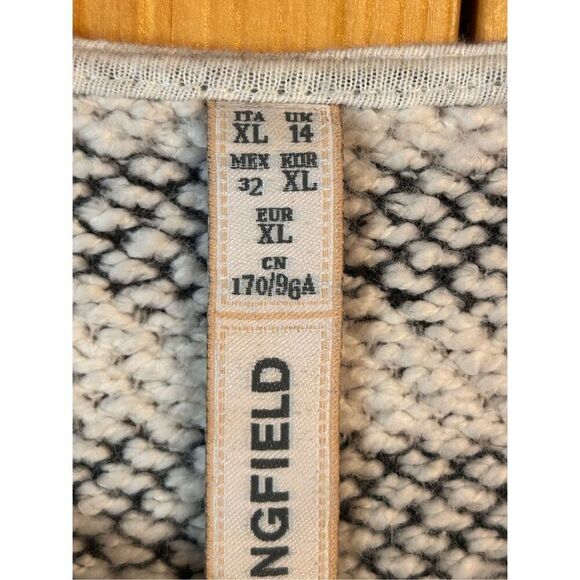 ITA UK
XL 14
MEX KOR
32 XL
EUR
XL
CN
170/96A
NGFIELD